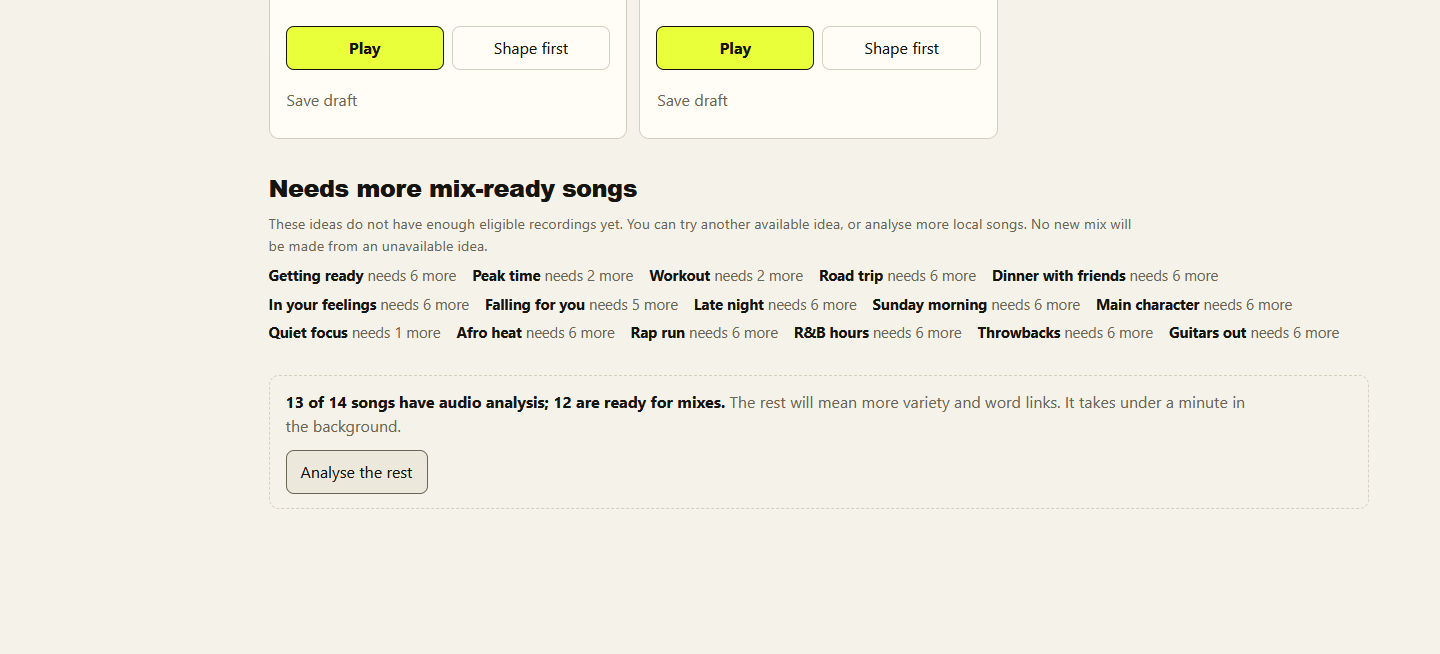 Play Shape first Play Shape first
Save draft Save draft
Needs more mix-ready songs
These ideas do not have enough eligible recordings yet. You can try another available idea, or analyse more local songs. No new mix will
be made from an unavailable idea.
Getting ready needs 6 more Peak time needs 2 more Workout needs 2 more Road trip needs 6 more Dinner with friends needs 6 more
In your feelings needs 6 more Falling for you needs 5 more Late night needs 6 more Sunday morning needs 6 more Main character needs 6 more
Quiet focus needs 1 more Afro heat needs 6 more Rap run needs 6 more R&B hours needs 6 more Throwbacks needs 6 more Guitars out needs 6 more
13 of 14 songs have audio analysis; 12 are ready for mixes. The rest will mean more variety and word links. It takes under a minute in
the background.
Analyse the rest